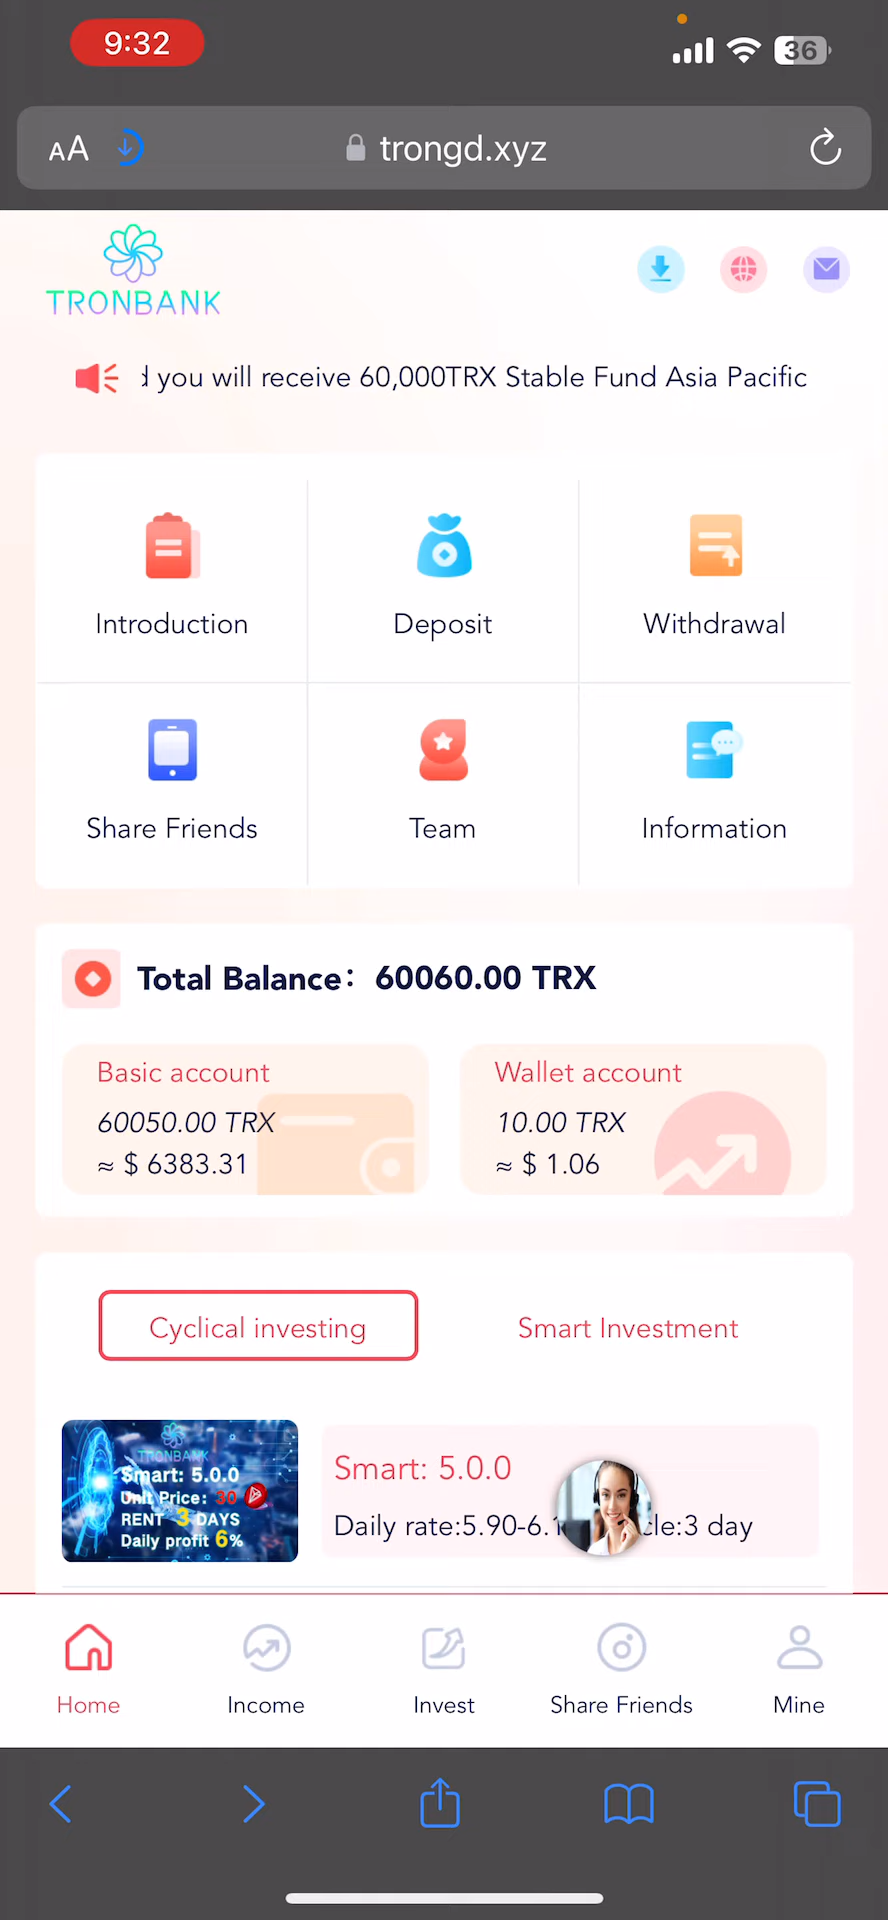 9:32
36
AA
trongd.xyz
TRONBANK
d you will receive 60,000TRX Stable Fund Asia Pacific
Introduction
Deposit
Withdrawal
Share Friends
Team
Information
Total Balance: 60060.00 TRX
Basic account
60050.00 TRX
≈ $ 6383.31
Wallet account
10.00 TRX
≈ $ 1.06
Cyclical investing
Smart Investment
TRONBANK
Smart: 5.0.0
Unit Price: 30
RENT 3 DAYS
Daily profit 6%
Smart: 5.0.0
Daily rate:5.90-6.1 cle:3 day
Home
Income
Invest
Share Friends
Mine